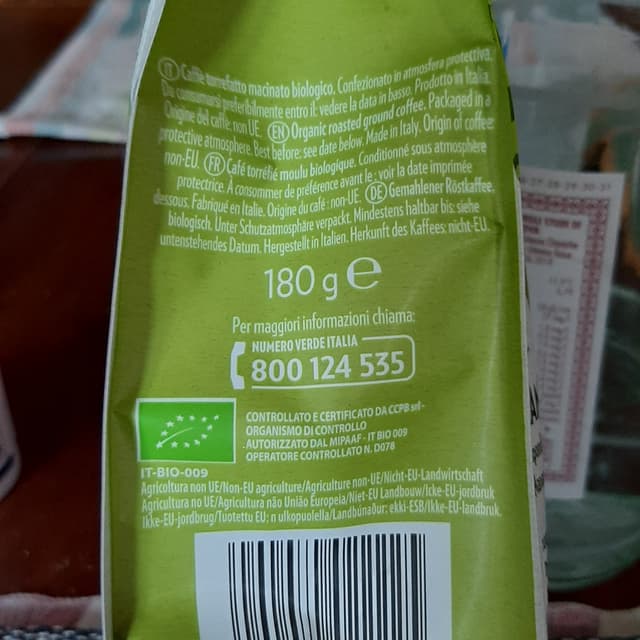 IT Caffè torrefatto macinato biologico. Confezionato in atmosfera protettiva.
Da consumarsi preferibilmente entro il: vedere la data in basso. Prodotto in Italia.
Origine del caffè: non UE. EN Organic roasted ground coffee. Packaged in a
protective atmosphere. Best before: see date below. Made in Italy. Origin of coffee:
non-EU. FR Café torréfié moulu biologique. Conditionné sous atmosphère
protectrice. À consommer de préférence avant le : voir la date imprimée
dessous. Fabriqué en Italie. Origine du café : non-UE. DE Gemahlener Röstkaffee,
biologisch. Unter Schutzatmosphäre verpackt. Mindestens haltbar bis: siehe
untenstehendes Datum. Hergestellt in Italien. Herkunft des Kaffees: nicht-EU.
180 g e
Per maggiori informazioni chiama:
NUMERO VERDE ITALIA
800 124 535
CONTROLLATO E CERTIFICATO DA CCPB srl -
ORGANISMO DI CONTROLLO
AUTORIZZATO DAL MIPAAF - IT BIO 009
OPERATORE CONTROLLATO N. D078
IT-BIO-009
Agricoltura non UE/Non-EU agriculture/Agriculture non-UE/Nicht-EU-Landwirtschaft
Agricultura no UE/Agricultura não União Europeia/Niet-EU Landbouw/Icke-EU-jordbruk
Ikke-EU-jordbrug/Tuotettu EU: n ulkopuolella/Landbúnaður: ekki-ESB/Ikke-EU-landbruk.
27-28-29-30-31